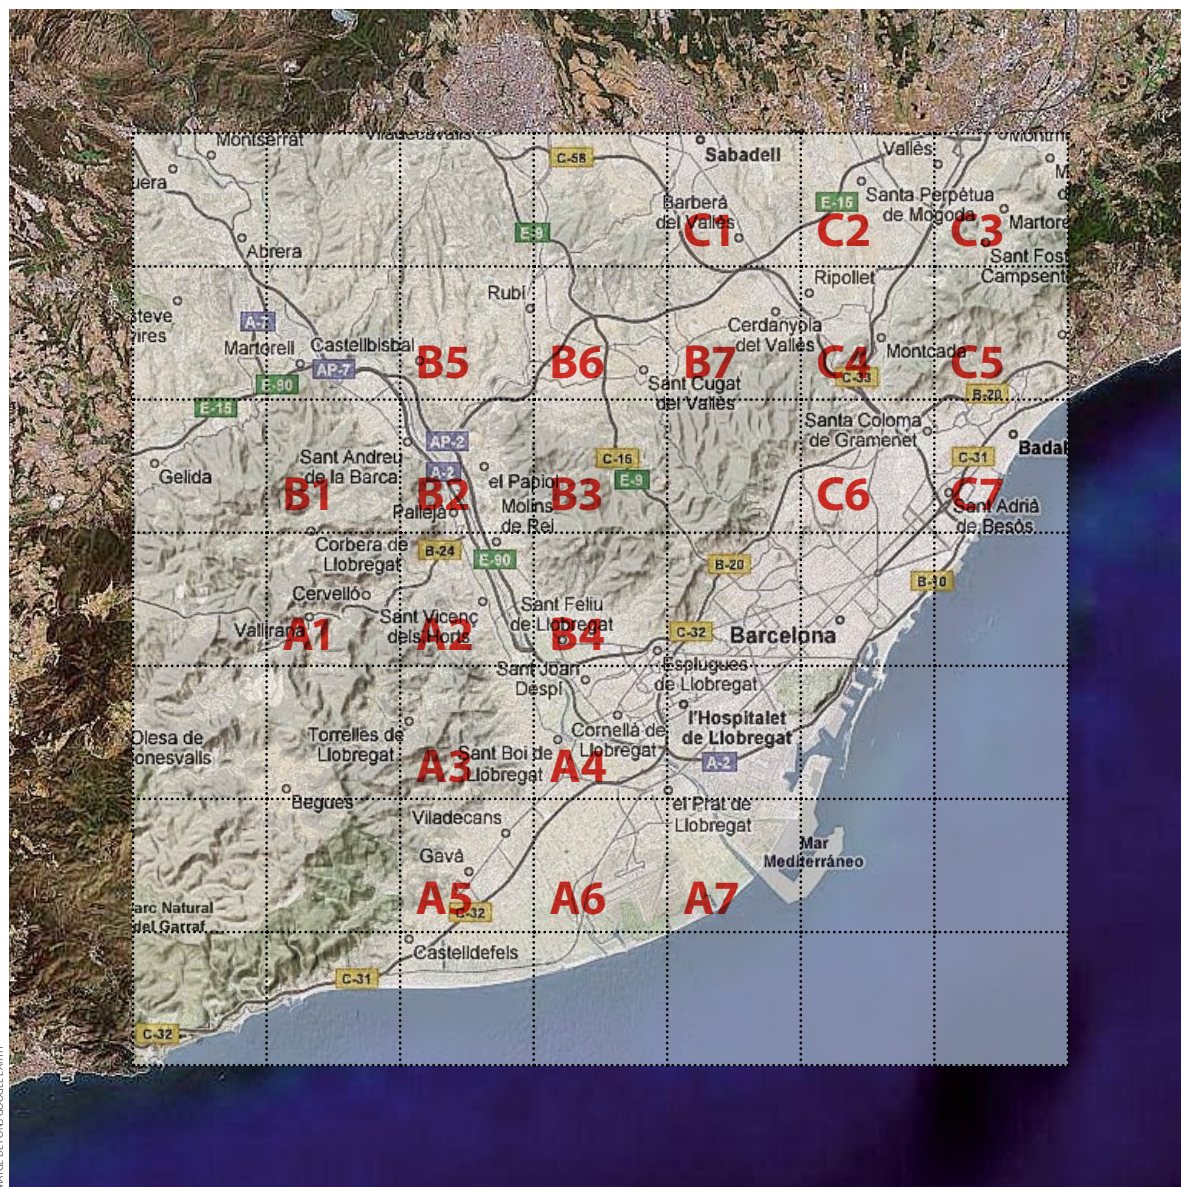 Montserrat
Viladecavalls
C-58
Sabadell
Vallès
uera
Barberà
del Vallès
E-15
Santa Perpètua
de Mogoda
Martore
E-9
C1
C2
C3
Abrera
Sant Fost
Campsent
Rubí
Ripollet
steve
vires
A-7
Martorell
Castellbisbal
Cerdanyola
del Vallès
Montcada
AP-7
B5
B6
B7
C4
C5
E-90
Sant Cugat
del Vallès
C-33
B-20
E-15
Santa Coloma
de Gramenet
Badal
AP-2
Gelida
Sant Andreu
de la Barca
A-2
el Papiol
C-16
E-9
C-31
B1
B2
B3
C6
C7
Pallejà
Molins
de Rei
Sant Adrià
de Besòs
Corbera de
Llobregat
B-24
E-90
B-20
B-10
Cervelló
Sant Vicenç
dels Horts
Sant Feliu
de Llobregat
Vallirana
C-32
Barcelona
A1
A2
B4
Sant Joan
Despí
Esplugues
de Llobregat
Olesa de
onesvalls
Torrelles de
Llobregat
Sant Boi de
Llobregat
Cornellà de
Llobregat
l'Hospitalet
de Llobregat
A3
A4
A-2
Begues
Viladecans
el Prat de
Llobregat
Gavà
Mar
Mediterráneo
A5
A6
A7
C-32
arc Natural
del Garraf
Castelldefels
C-31
C-32